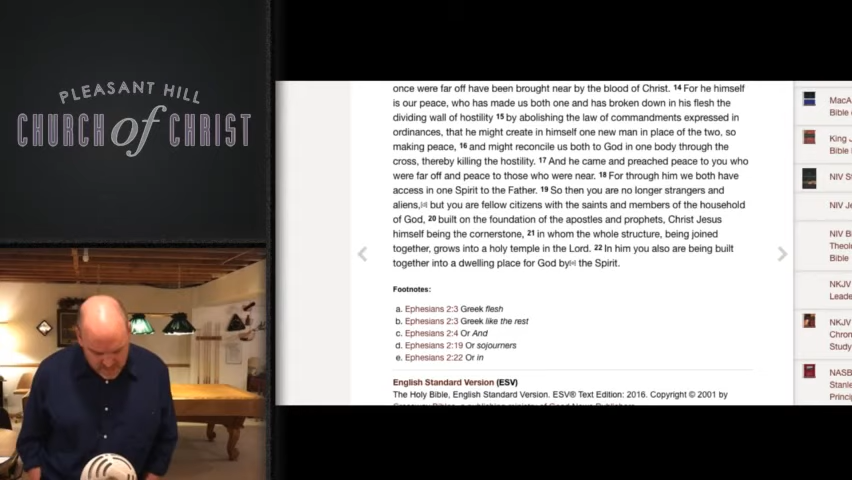 PLEASANT HILL
CHURCH of CHRIST
once were far off have been brought near by the blood of Christ. 14 For he himself
is our peace, who has made us both one and has broken down in his flesh the
dividing wall of hostility 15 by abolishing the law of commandments expressed in
ordinances, that he might create in himself one new man in place of the two, so
making peace, 16 and might reconcile us both to God in one body through the
cross, thereby killing the hostility. 17 And he came and preached peace to you who
were far off and peace to those who were near. 18 For through him we both have
access in one Spirit to the Father. 19 So then you are no longer strangers and
aliens,[d] but you are fellow citizens with the saints and members of the household
of God, 20 built on the foundation of the apostles and prophets, Christ Jesus
himself being the cornerstone, 21 in whom the whole structure, being joined
together, grows into a holy temple in the Lord. 22 In him you also are being built
together into a dwelling place for God by[e] the Spirit.
Footnotes:
a. Ephesians 2:3 Greek flesh
b. Ephesians 2:3 Greek like the rest
c. Ephesians 2:4 Or And
d. Ephesians 2:19 Or sojourners
e. Ephesians 2:22 Or in
English Standard Version (ESV)
The Holy Bible, English Standard Version. ESV® Text Edition: 2016. Copyright © 2001 by
MacA
Bible
King J
Bible
NIV St
NIV Je
NIV B
Theol
Bible
NKJV
Leade
NKJV
Chron
Study
NASB
Stanle
Princip